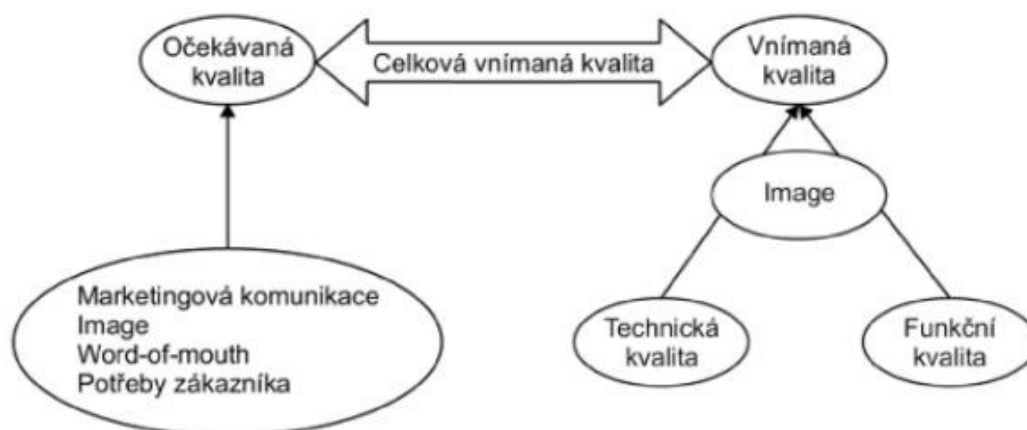 Očekávaná
kvalita
Celková vnímaná kvalita
Vnímaná
kvalita
Image
Marketingová komunikace
Image
Word-of-mouth
Potřeby zákazníka
Technická
kvalita
Funkční
kvalita